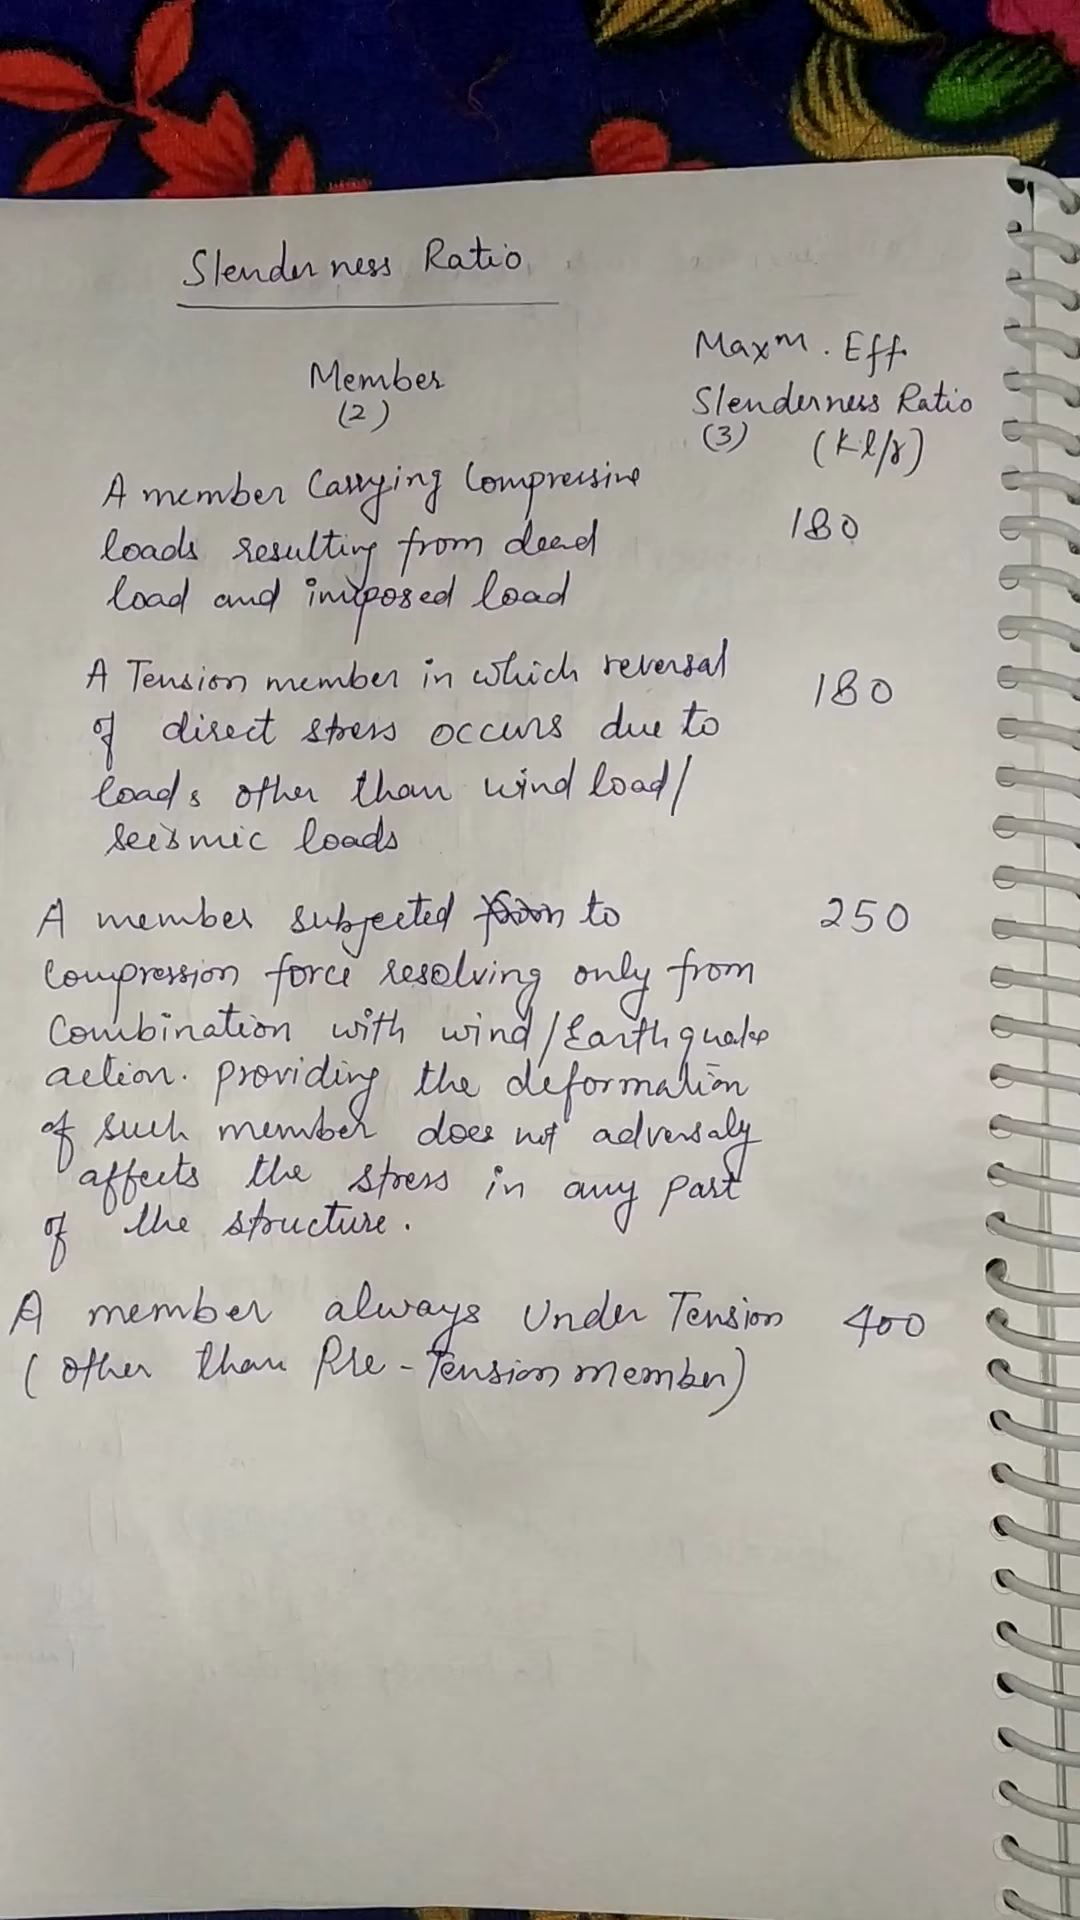 Slenderness Ratio
Member
(2)
Maxm. Eff.
Slenderness Ratio
(3) (kl/r)
A member Carrying Compressive
loads resulting from dead
load and imposed load
180
A Tension member in which reversal
of direct stress occurs due to
loads other than wind load/
seismic loads
180
A member subjected to
Compression force resolving only from
Combination with wind/Earthquake
action. providing the deformation
of such member does not adversaly
affects the stress in any part
of the structure.
250
A member always Under Tension
(other than Pre-Tension member)
400